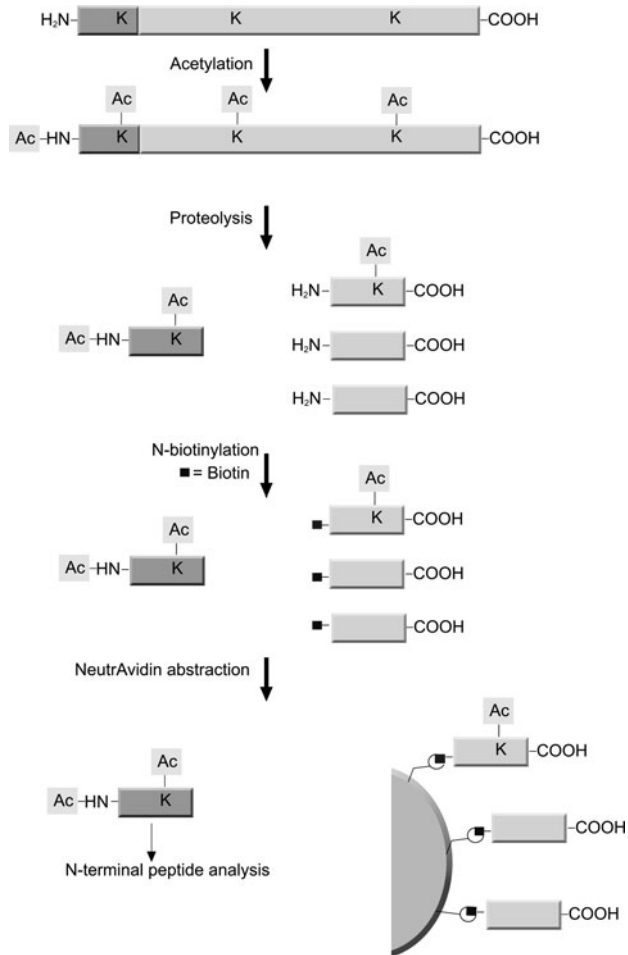 H₂N K K K COOH
Acetylation
Ac Ac Ac
Ac HN K K K COOH
Proteolysis
Ac
H₂N K COOH
Ac
Ac HN K
H₂N COOH
H₂N COOH
N-biotinylation
■ = Biotin
Ac
K COOH
Ac
Ac HN K
COOH
COOH
NeutrAvidin abstraction
Ac
K COOH
Ac
Ac HN K
COOH
N-terminal peptide analysis
COOH